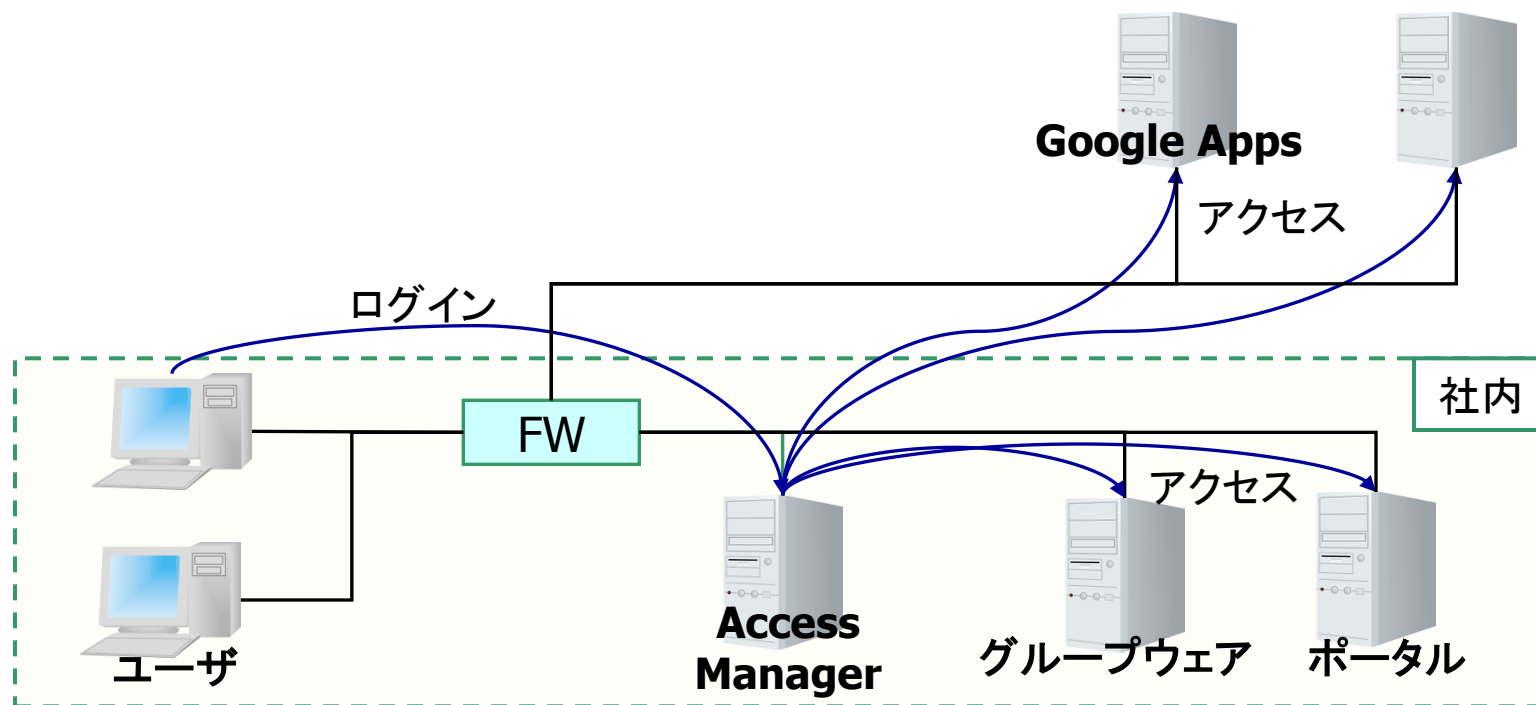 Google Apps
アクセス
ログイン
社内
FW
アクセス
Access
Manager
グループウェア
ポータル
ユーザ